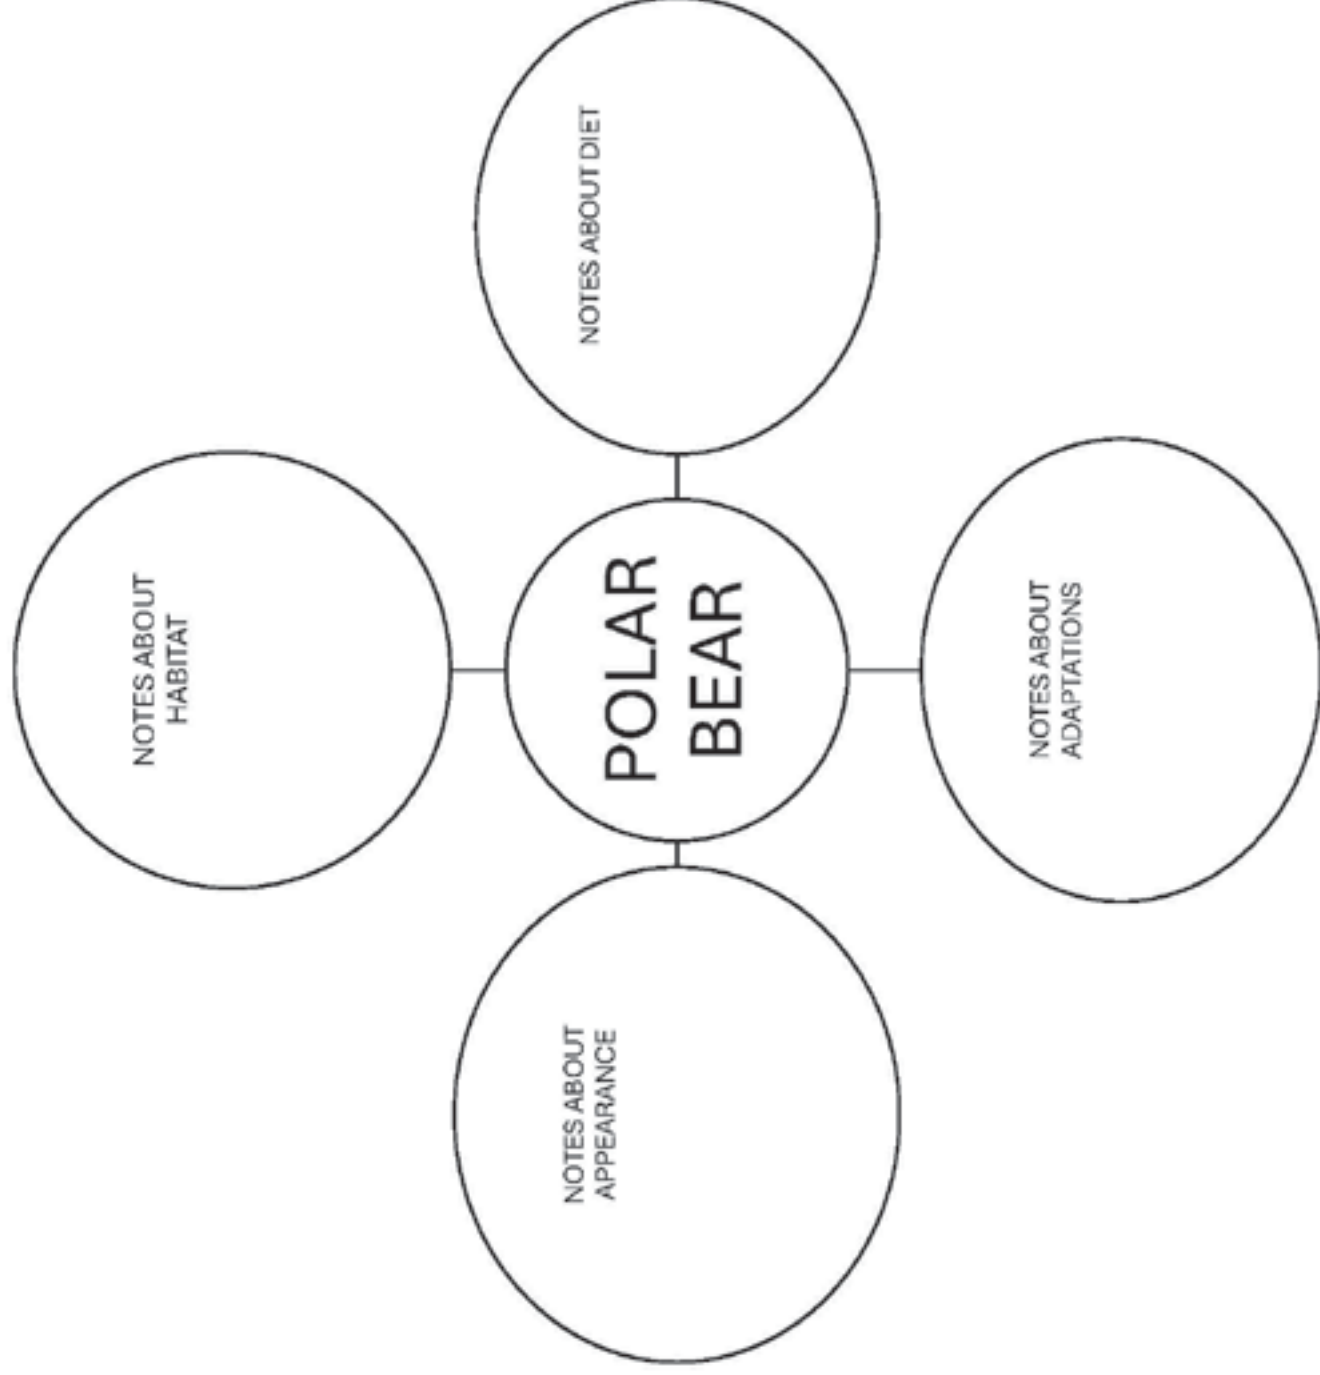 NOTES ABOUT
APPEARANCE
NOTES ABOUT
HABITAT
POLAR
BEAR
NOTES ABOUT
ADAPTATIONS
NOTES ABOUT DIET